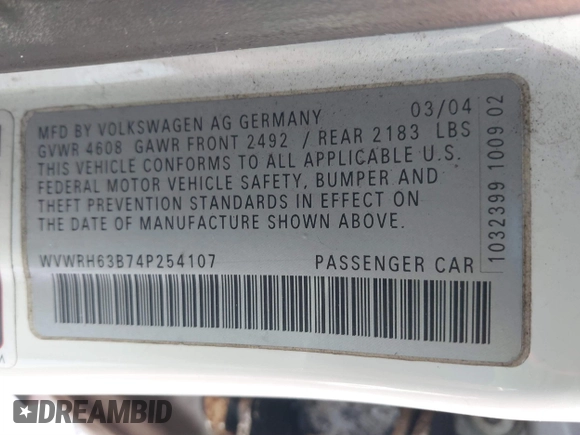 MFD BY VOLKSWAGEN AG GERMANY 03/04
GVWR 4608 GAWR FRONT 2492 / REAR 2183 LBS
THIS VEHICLE CONFORMS TO ALL APPLICABLE U.S.
FEDERAL MOTOR VEHICLE SAFETY, BUMPER AND
THEFT PREVENTION STANDARDS IN EFFECT ON
THE DATE OF MANUFACTURE SHOWN ABOVE.
WVWRH63B74P254107 PASSENGER CAR
1032399 1009 02
DREAMBID